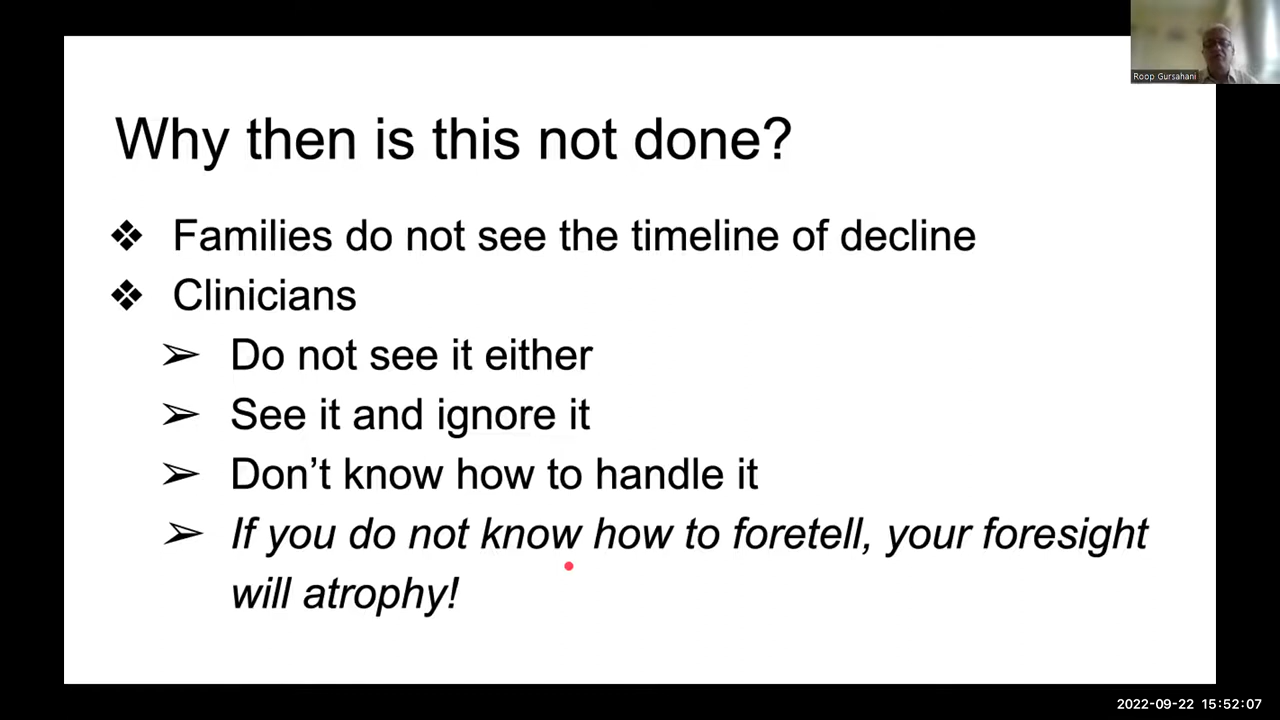 Roop Gursahani
Why then is this not done?
❖ Families do not see the timeline of decline
❖ Clinicians
➢ Do not see it either
➢ See it and ignore it
➢ Don’t know how to handle it
➢ If you do not know how to foretell, your foresight
will atrophy!
2022-09-22 15:52:07